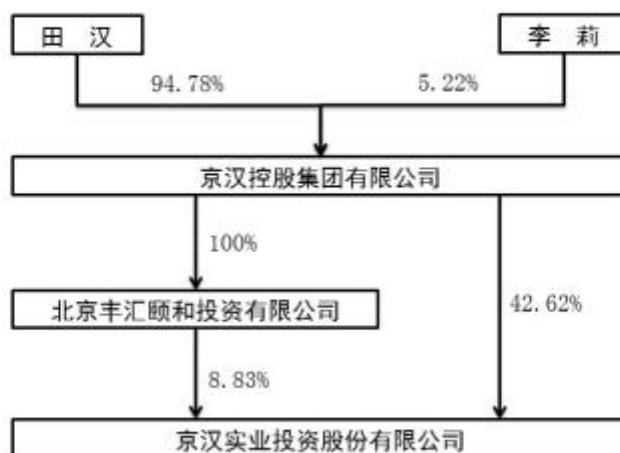 田 汉 李 莉
94.78% 5.22%
京汉控股集团有限公司
100%
北京丰汇颐和投资有限公司
42.62%
8.83%
京汉实业投资股份有限公司